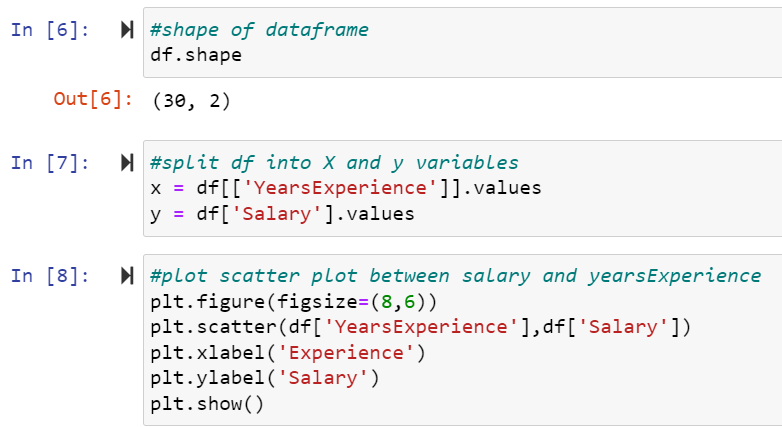 In [6]: #shape of dataframe
df.shape
Out[6]: (30, 2)
In [7]: #split df into X and y variables
x = df[['YearsExperience']].values
y = df['Salary'].values
In [8]: #plot scatter plot between salary and yearsExperience
plt.figure(figsize=(8,6))
plt.scatter(df['YearsExperience'],df['Salary'])
plt.xlabel('Experience')
plt.ylabel('Salary')
plt.show()